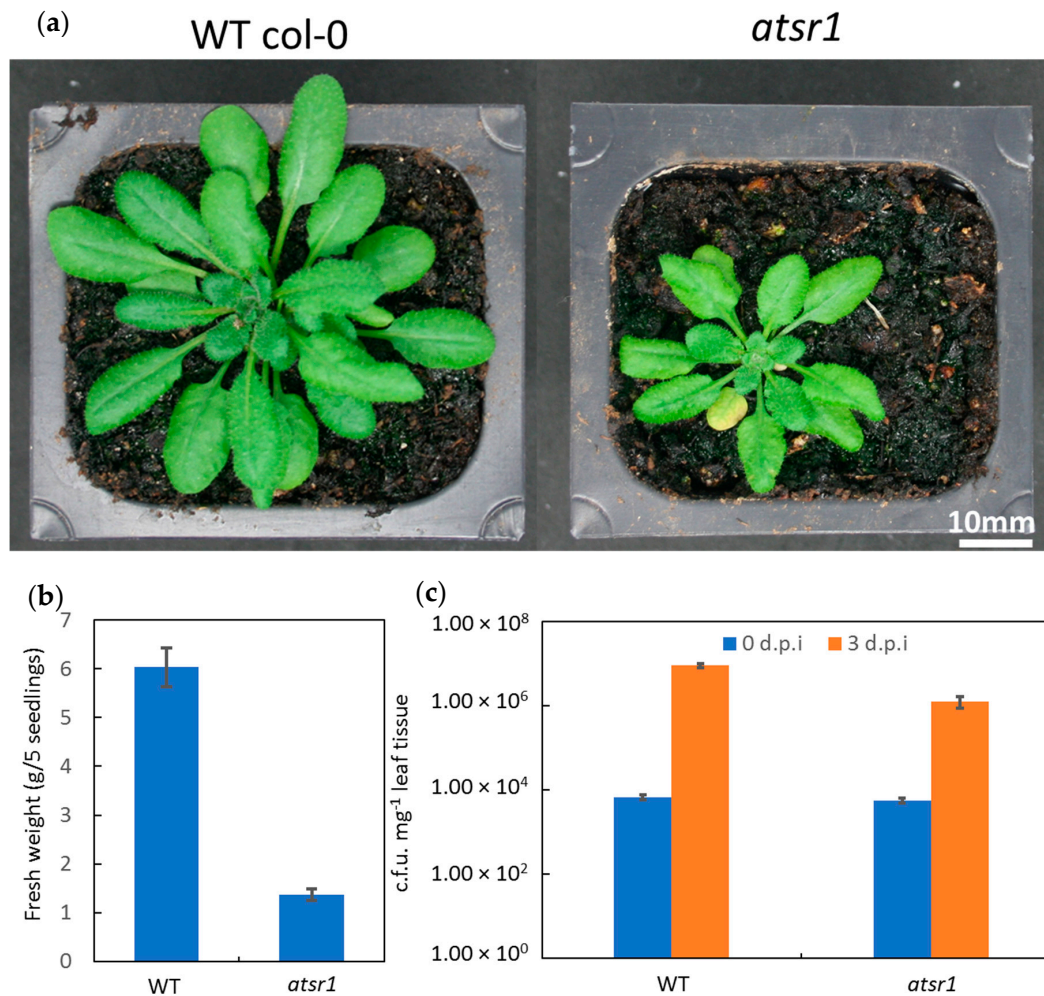 (a)
WT col-0
atsr1
10mm
(b)
Fresh weight (g/5 seedlings)
7
6
5
4
3
2
1
0
WT
atsr1
(c)
c.f.u. mg⁻¹ leaf tissue
1.00 × 10⁸
1.00 × 10⁶
1.00 × 10⁴
1.00 × 10²
1.00 × 10⁰
0 d.p.i
3 d.p.i
WT
atsr1